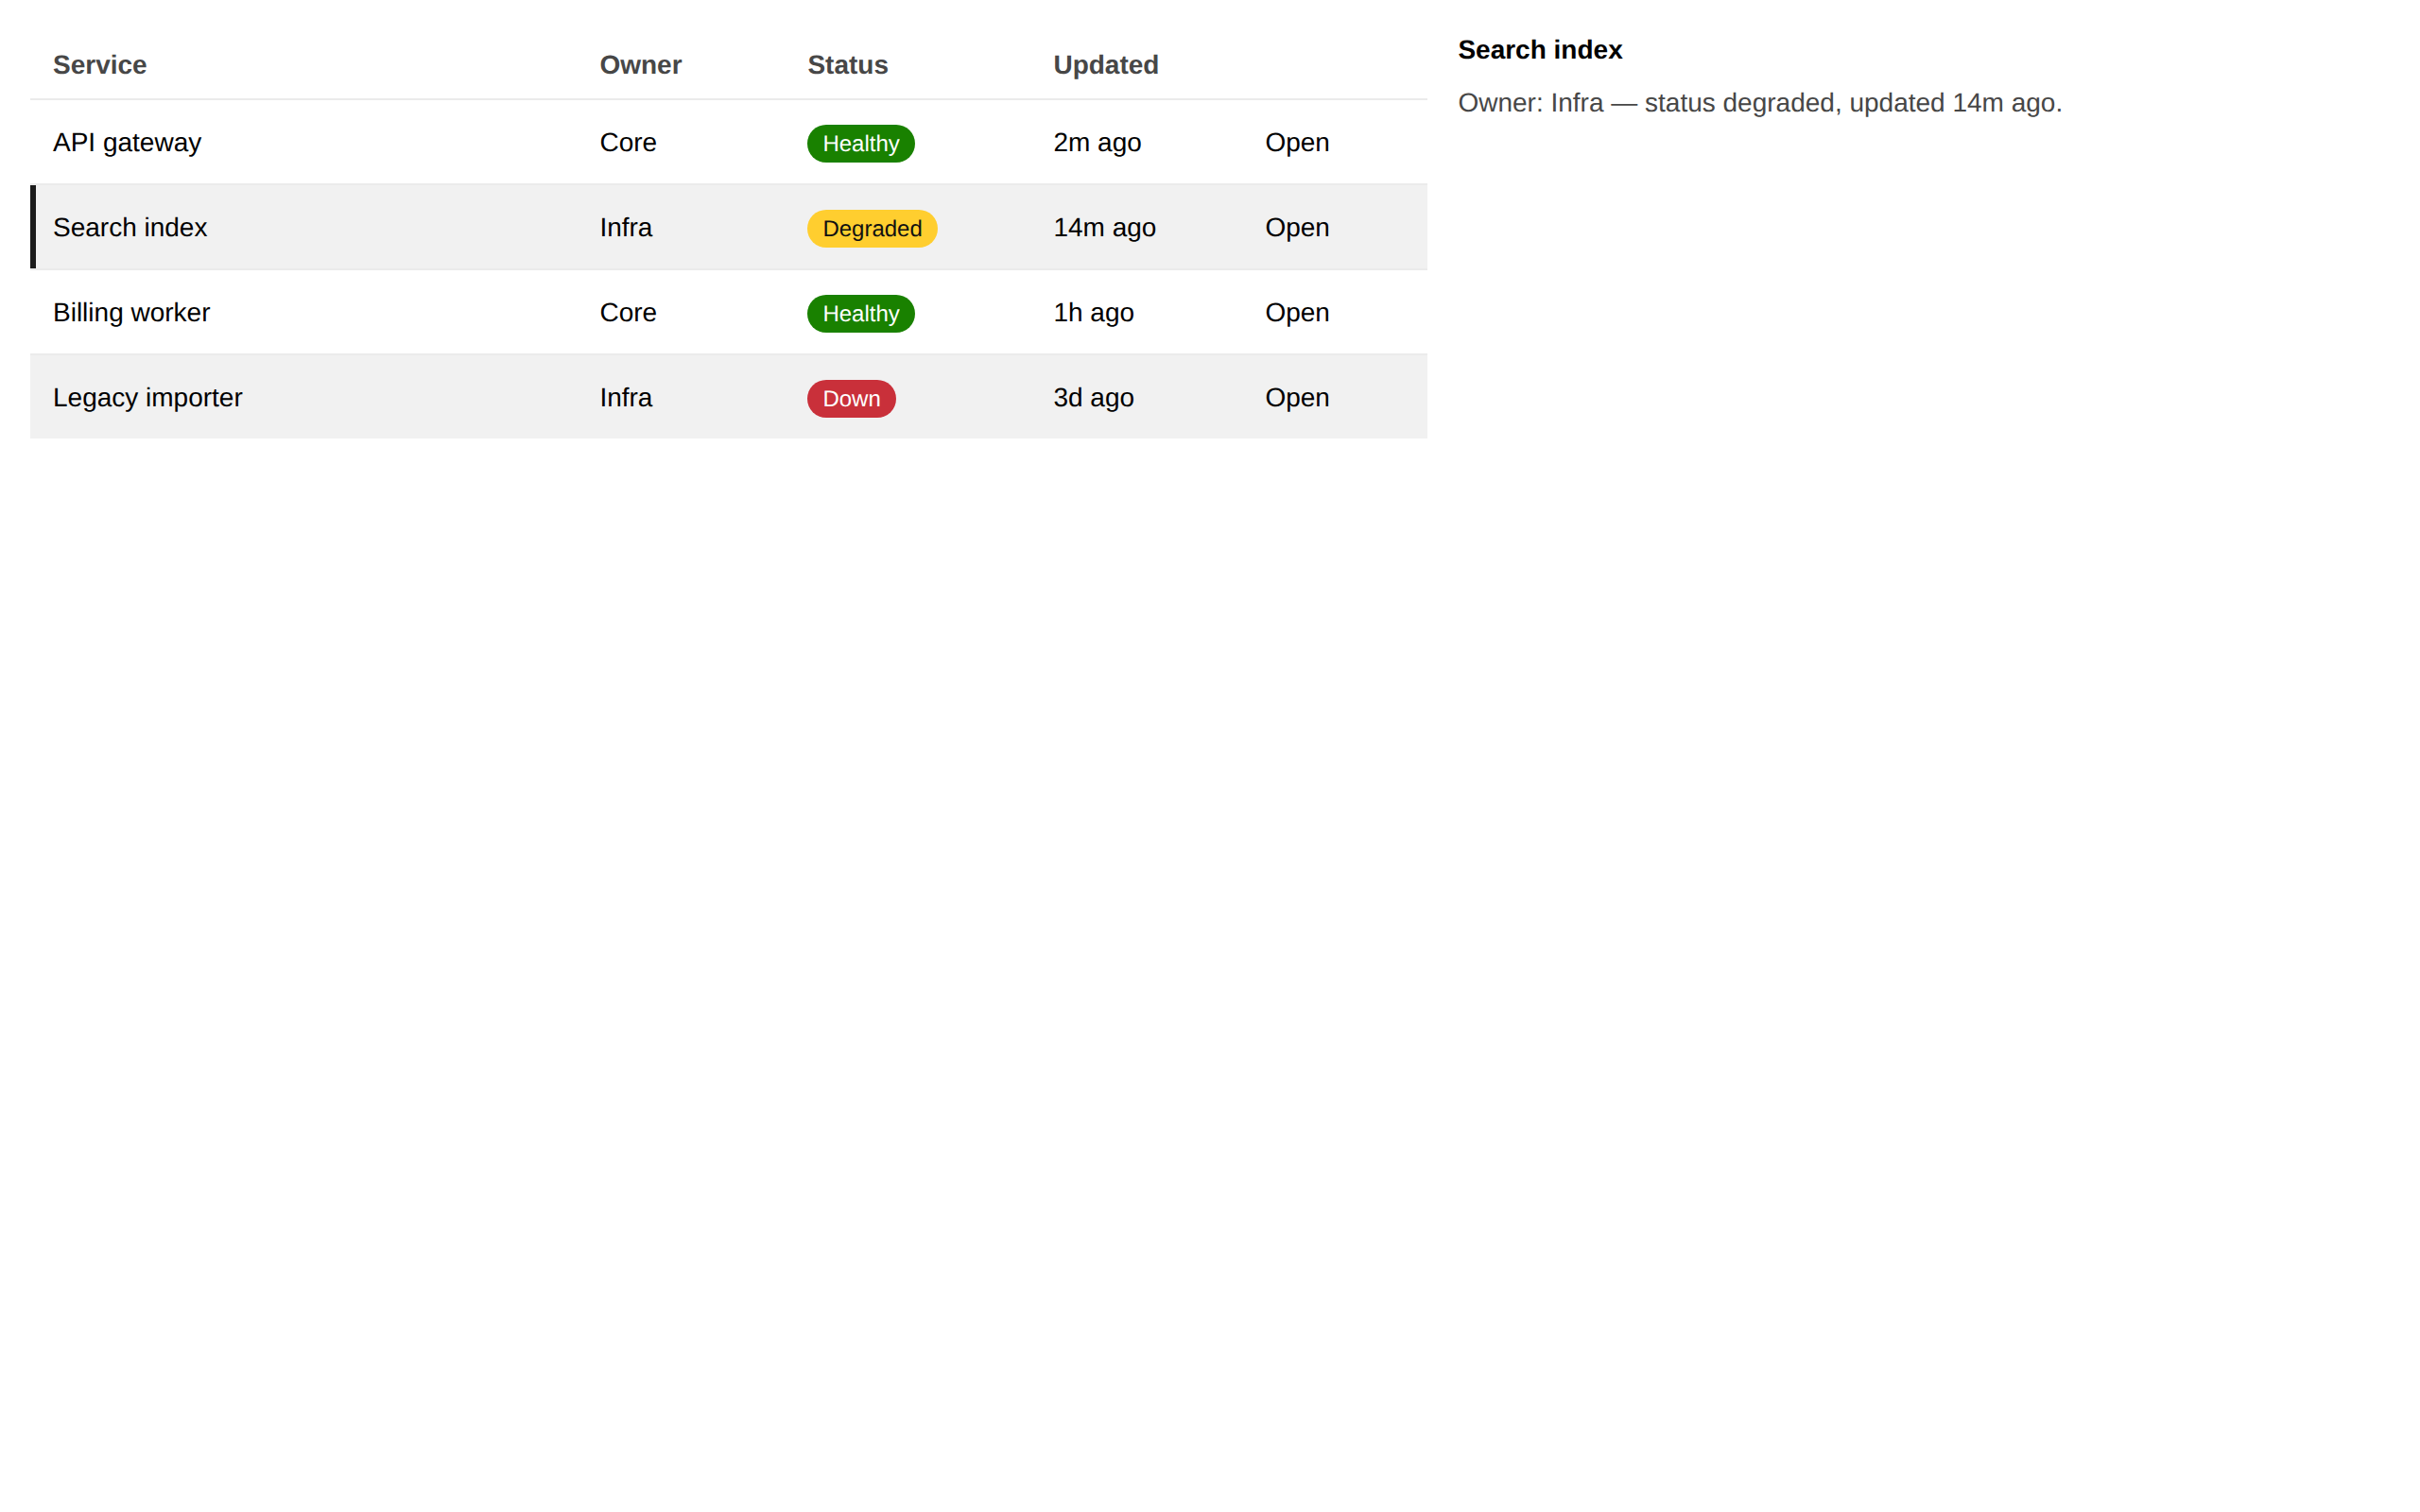 Service Owner Status Updated
API gateway Core Healthy 2m ago Open
Search index Infra Degraded 14m ago Open
Billing worker Core Healthy 1h ago Open
Legacy importer Infra Down 3d ago Open
Search index
Owner: Infra — status degraded, updated 14m ago.